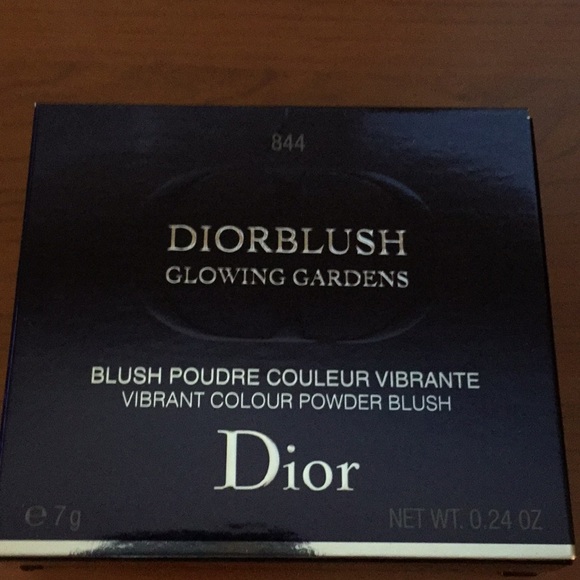 844
DIORBLUSH
GLOWING GARDENS
BLUSH POUDRE COULEUR VIBRANTE
VIBRANT COLOUR POWDER BLUSH
Dior
℮ 7 g NET WT. 0.24 OZ